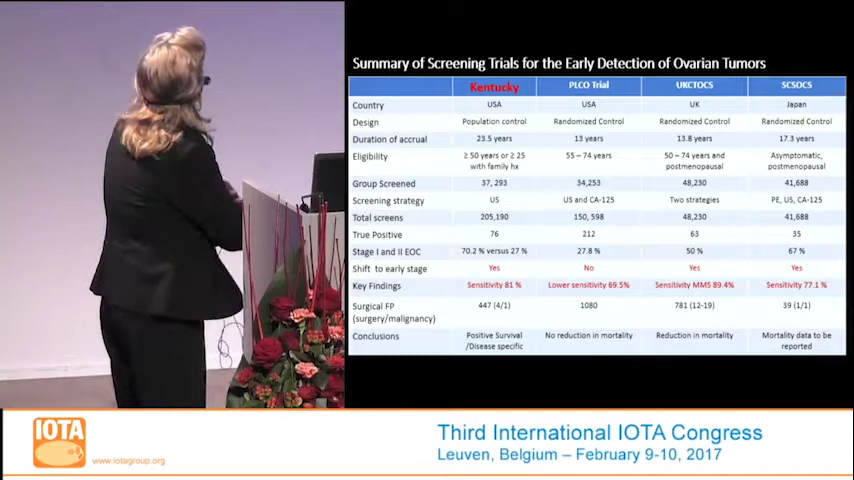 Summary of Screening Trials for the Early Detection of Ovarian Tumors
Kentucky PLCO Trial UKCTOCS SCSOCS
Country USA USA UK Japan
Design Population control Randomized Control Randomized Control Randomized Control
Duration of accrual 23.5 years 13 years 13.8 years 17.3 years
Eligibility ≥ 50 years or ≥ 25 55 – 74 years 50 – 74 years and Asymptomatic,
with family hx postmenopausal postmenopausal
Group Screened 37, 293 34,253 48,230 41,688
Screening strategy US US and CA-125 Two strategies PE, US, CA-125
Total screens 205,190 150, 598 48,230 41,688
True Positive 76 212 63 35
Stage I and II EOC 70.2 % versus 27 % 27.8 % 50 % 67 %
Shift to early stage Yes No Yes Yes
Key Findings Sensitivity 81 % Lower sensitivity 69.5% Sensitivity MMS 89.4% Sensitivity 77.1 %
Surgical FP 447 (4/1) 1080 781 (12-19) 39 (1/1)
(surgery/malignancy)
Conclusions Positive Survival No reduction in mortality Reduction in mortality Mortality data to be
/Disease specific reported
IOTA
www.iotagroup.org
Third International IOTA Congress
Leuven, Belgium – February 9-10, 2017